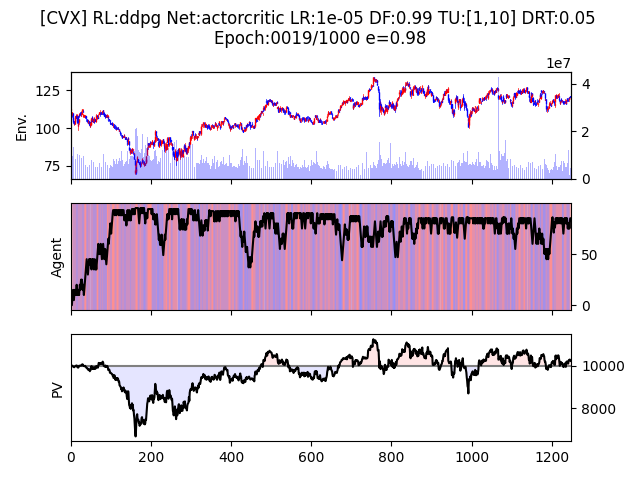 [CVX] RL:ddpg Net:actorcritic LR:1e-05 DF:0.99 TU:[1,10] DRT:0.05
Epoch:0019/1000 e=0.98
1e7
125
100
75
Env.
4
2
0
Agent
50
0
PV
10000
8000
0 200 400 600 800 1000 1200